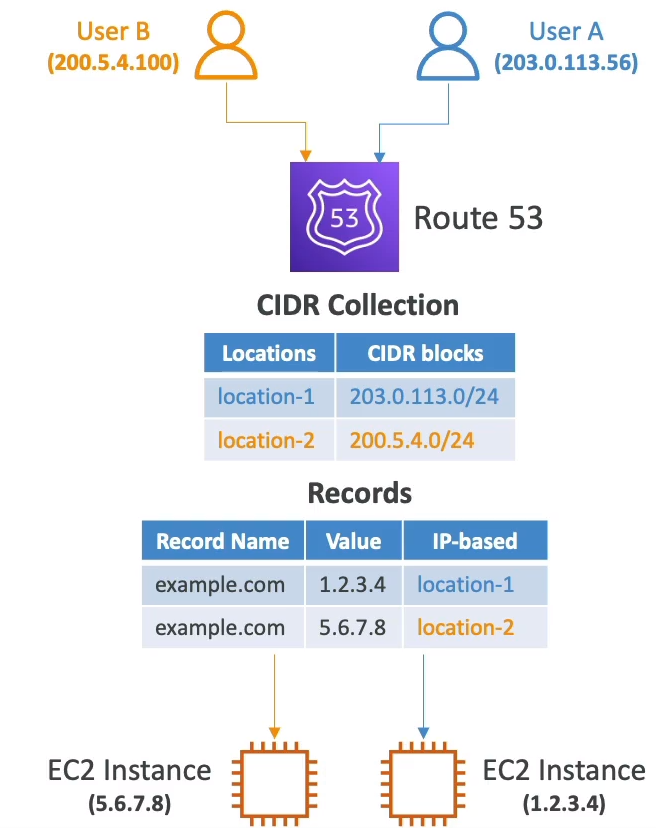 User B
(200.5.4.100)
User A
(203.0.113.56)
53
Route 53
CIDR Collection
Locations CIDR blocks
location-1 203.0.113.0/24
location-2 200.5.4.0/24
Records
Record Name Value IP-based
example.com 1.2.3.4 location-1
example.com 5.6.7.8 location-2
EC2 Instance
(5.6.7.8)
EC2 Instance
(1.2.3.4)